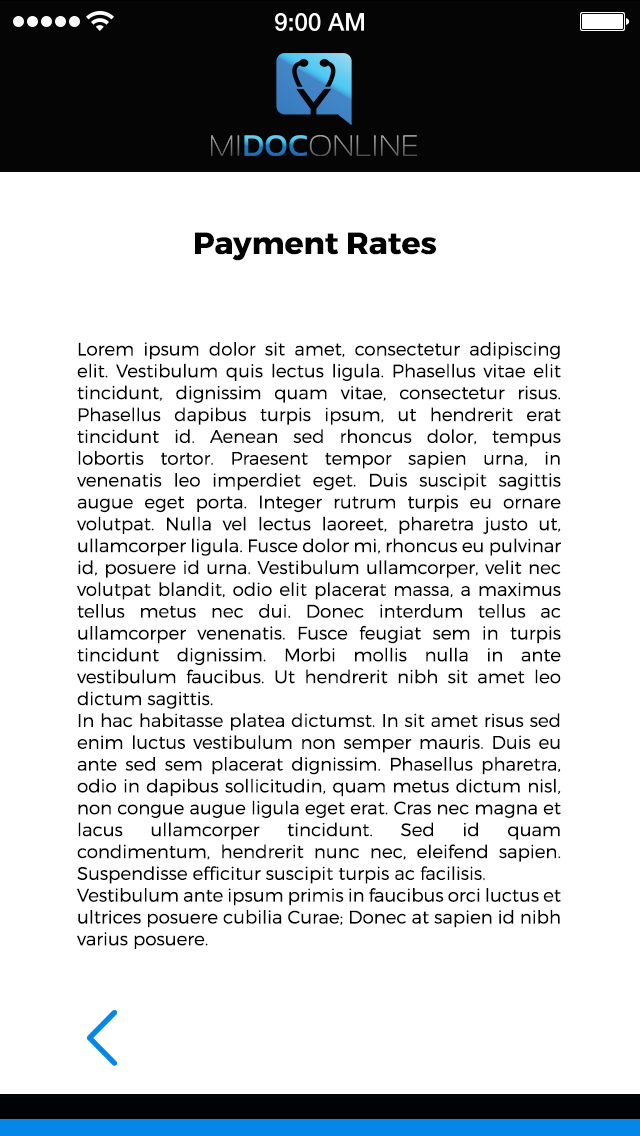 9:00 AM
MIDOCONLINE
Payment Rates
Lorem ipsum dolor sit amet, consectetur adipiscing
elit. Vestibulum quis lectus ligula. Phasellus vitae elit
tincidunt, dignissim quam vitae, consectetur risus.
Phasellus dapibus turpis ipsum, ut hendrerit erat
tincidunt id. Aenean sed rhoncus dolor, tempus
lobortis tortor. Praesent tempor sapien urna, in
venenatis leo imperdiet eget. Duis suscipit sagittis
augue eget porta. Integer rutrum turpis eu ornare
volutpat. Nulla vel lectus laoreet, pharetra justo ut,
ullamcorper ligula. Fusce dolor mi, rhoncus eu pulvinar
id, posuere id urna. Vestibulum ullamcorper, velit nec
volutpat blandit, odio elit placerat massa, a maximus
tellus metus nec dui. Donec interdum tellus ac
ullamcorper venenatis. Fusce feugiat sem in turpis
tincidunt dignissim. Morbi mollis nulla in ante
vestibulum faucibus. Ut hendrerit nibh sit amet leo
dictum sagittis.
In hac habitasse platea dictumst. In sit amet risus sed
enim luctus vestibulum non semper mauris. Duis eu
ante sed sem placerat dignissim. Phasellus pharetra,
odio in dapibus sollicitudin, quam metus dictum nisl,
non congue augue ligula eget erat. Cras nec magna et
lacus ullamcorper tincidunt. Sed id quam
condimentum, hendrerit nunc nec, eleifend sapien.
Suspendisse efficitur suscipit turpis ac facilisis.
Vestibulum ante ipsum primis in faucibus orci luctus et
ultrices posuere cubilia Curae; Donec at sapien id nibh
varius posuere.